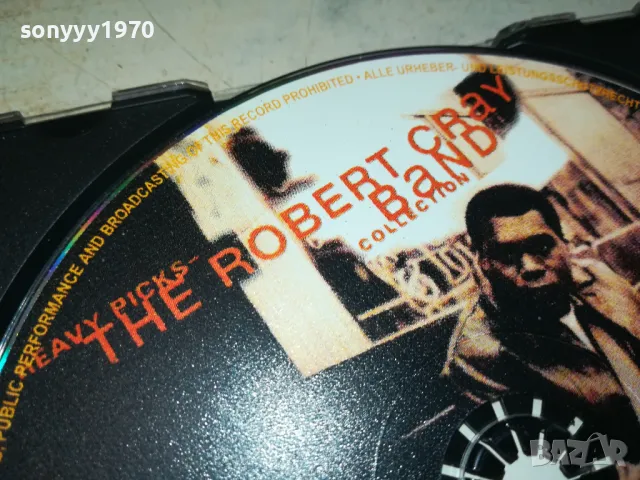 sonyyy1970
PUBLIC PERFORMANCE AND BROADCASTING OF THIS RECORD PROHIBITED · ALLE URHEBER- UND LEISTUNGSSCHUTZRECHTE
HEAVY PICKS-
THE ROBERT CRaY
BaND
COLLECTION
BAZAR